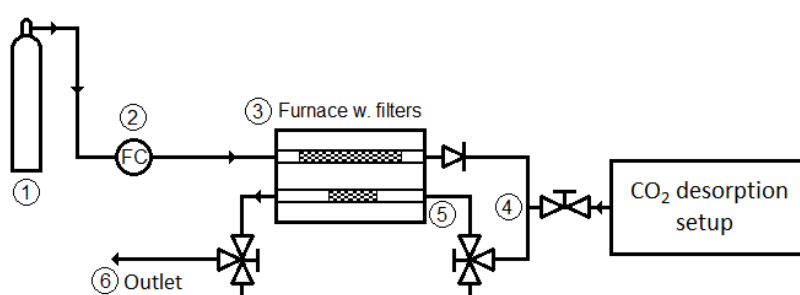 ①
②
FC
③ Furnace w. filters
④
⑤
CO₂ desorption
setup
⑥ Outlet